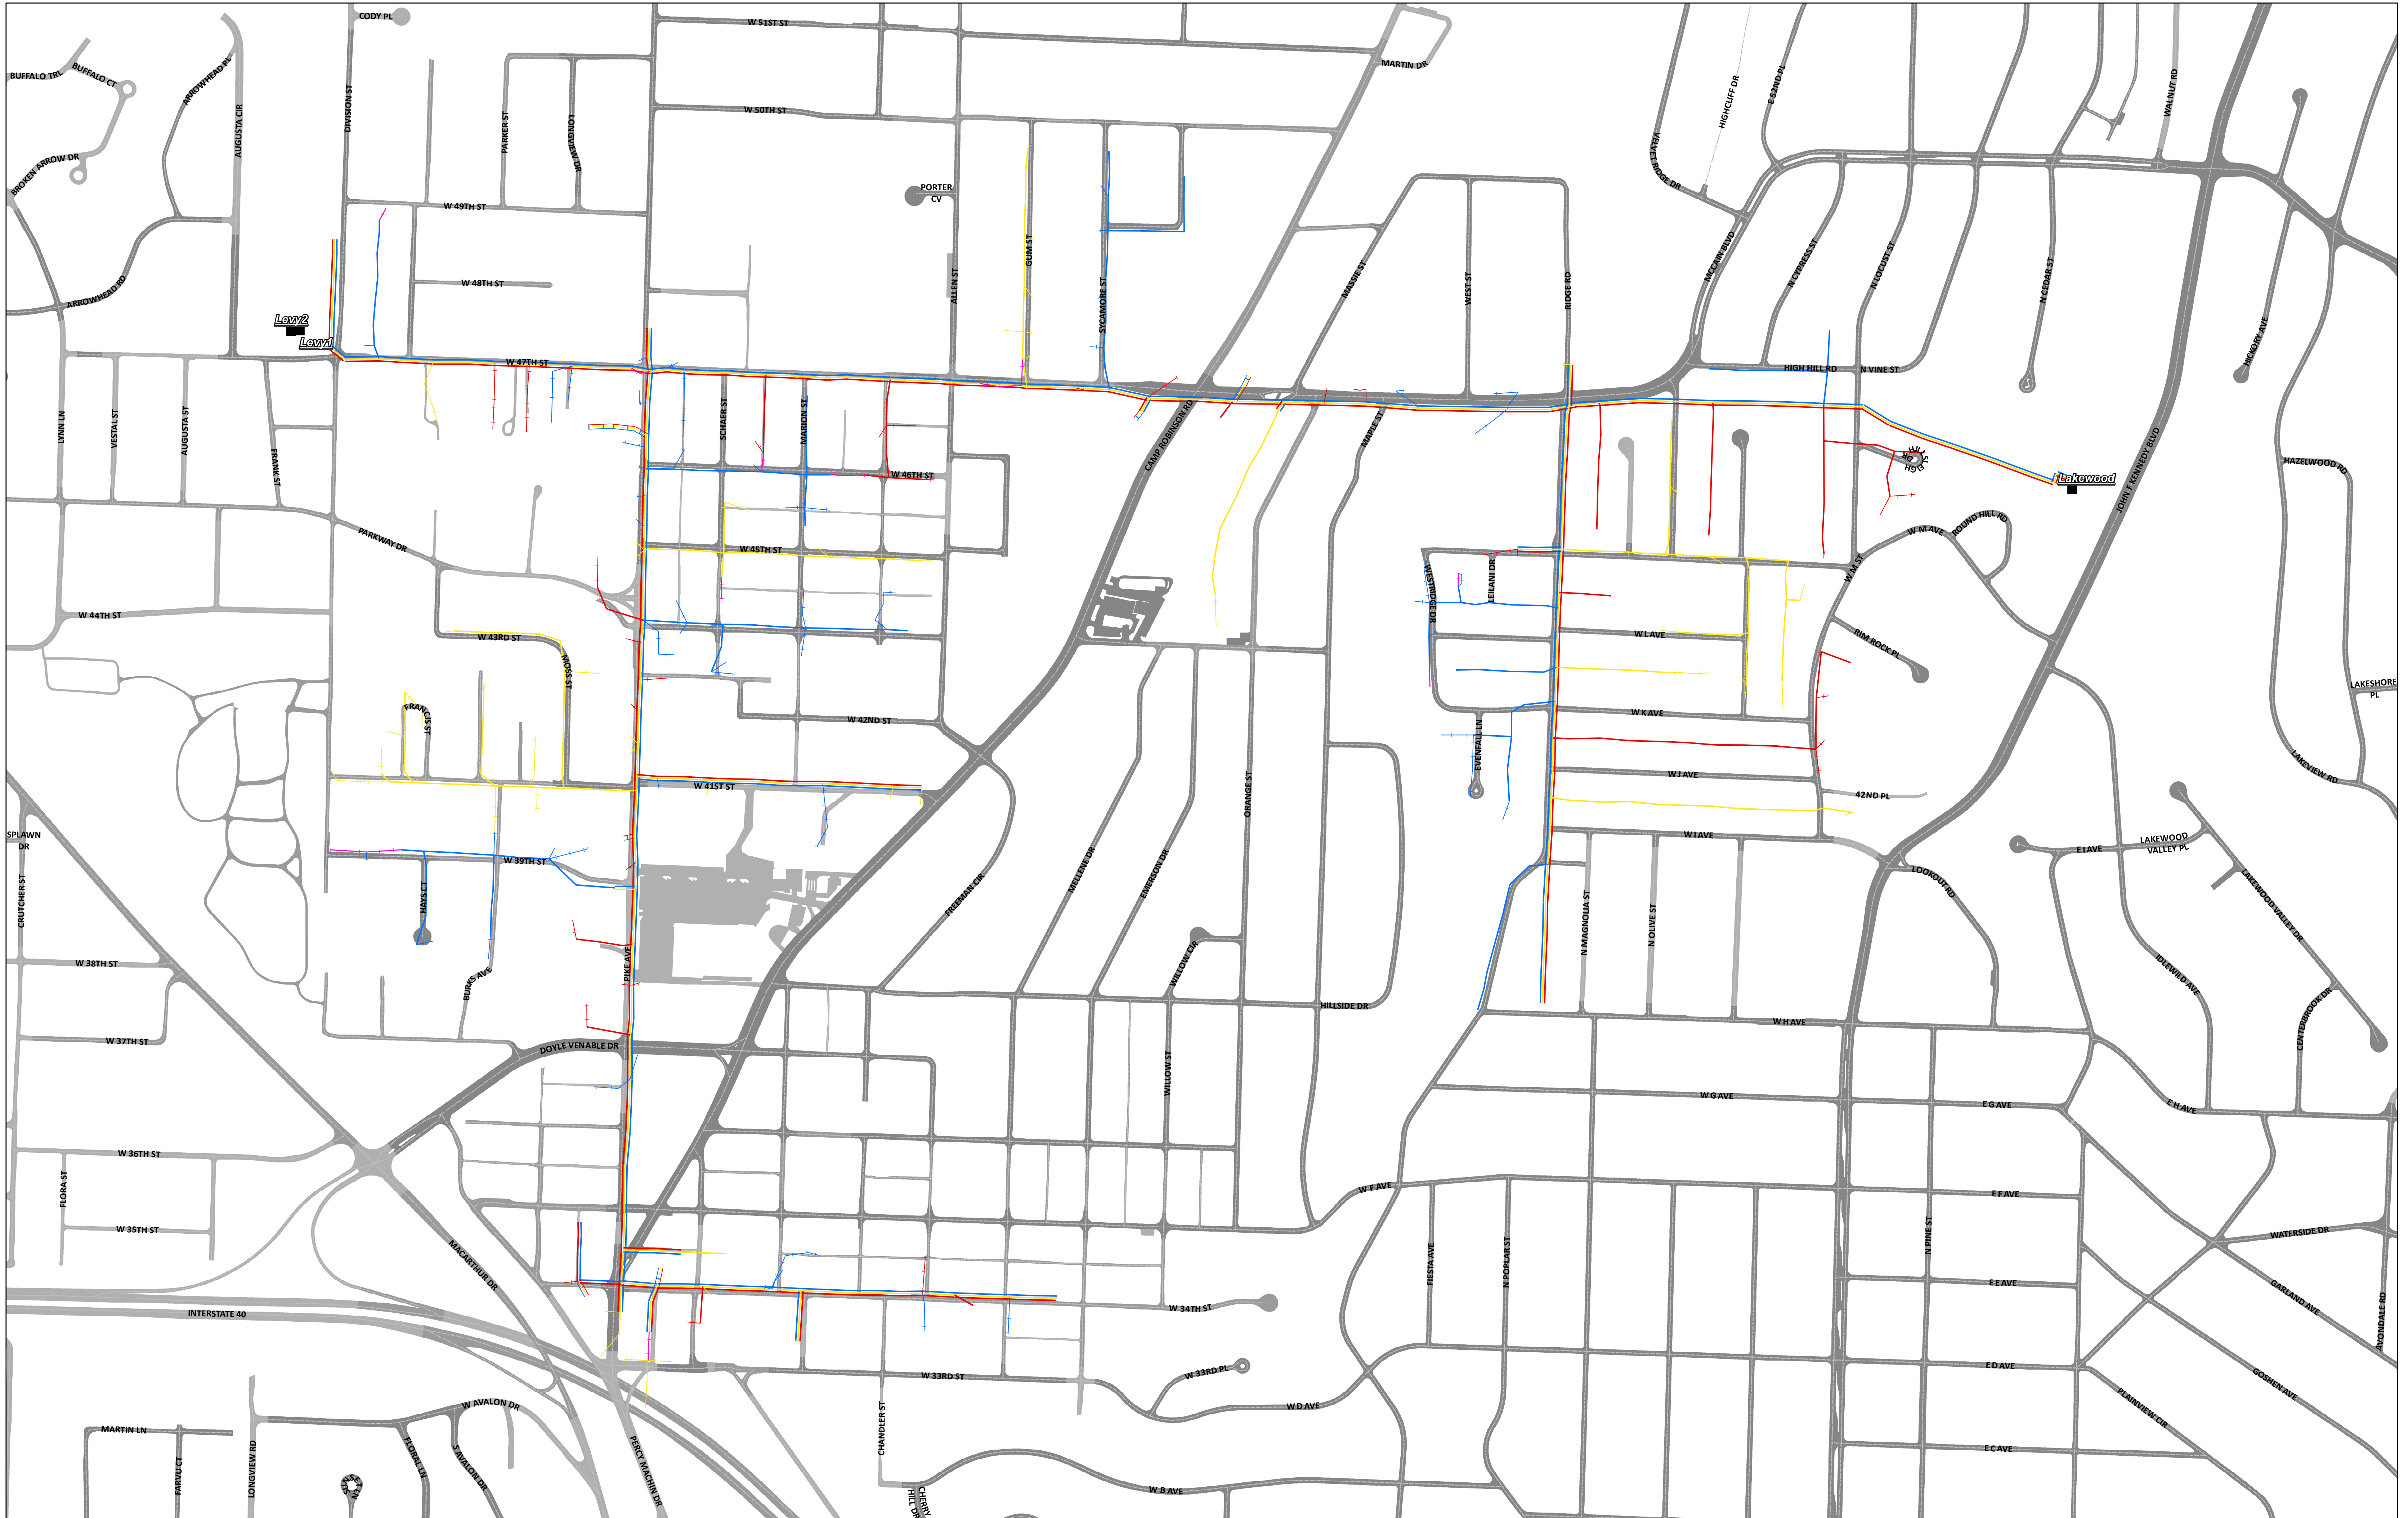 CODY PL
W 51ST ST
MARTIN DR
BUFFALO TRL
BUFFALO CT
ARROWHEAD PL
AUGUSTA CIR
DIVISION ST
PARKER ST
LONGVIEW DR
W 50TH ST
HIGHCLIFF DR
E 52ND PL
WALNUT RD
BROKEN ARROW DR
VELVET RIDGE DR
PORTER
CV
W 49TH ST
GUM ST
ALLEN ST
SYCAMORE ST
MASSIE ST
WEST ST
RIDGE RD
MCCAIN BLVD
N CYPRESS ST
N LOCUST ST
N CEDAR ST
HICKORY AVE
ARROWHEAD RD
W 48TH ST
Levy2
Levy1
W 47TH ST
HIGH HILL RD
N VINE ST
LYNN LN
VESTAL ST
AUGUSTA ST
FRANK ST
SCHAER ST
MARION ST
W 46TH ST
CAMP ROBINSON RD
MAPLE ST
SLEIGH
HILL
DR
Lakewood
JOHN F KENNEDY BLVD
HAZELWOOD RD
PARKWAY DR
W 45TH ST
W M AVE
ROUND HILL RD
W M ST
WESTRIDGE DR
LEILANI DR
W 44TH ST
W 43RD ST
MOSS ST
W L AVE
RIM ROCK PL
LAKESHORE
PL
FRANCIS ST
W 42ND ST
W K AVE
EVENFALL LN
LAKEVIEW RD
W 41ST ST
ORANGE ST
W J AVE
42ND PL
SPLAWN
DR
CRUTCHER ST
W 39TH ST
HAYS CT
W I AVE
E I AVE
LAKEWOOD
VALLEY PL
LAKEWOOD VALLEY DR
LOOKOUT RD
FREEMAN CIR
MELLENE DR
EMERSON DR
N MAGNOLIA ST
N OLIVE ST
W 38TH ST
BURKS AVE
PIKE AVE
WILLOW CIR
IDLEWILD AVE
HILLSIDE DR
W H AVE
CENTERBROOK DR
W 37TH ST
DOYLE VENABLE DR
WILLOW ST
W G AVE
E G AVE
E H AVE
W 36TH ST
FLORA ST
W F AVE
E F AVE
W 35TH ST
MACARTHUR DR
FIESTA AVE
N POPLAR ST
N PINE ST
WATERSIDE DR
E E AVE
GARLAND AVE
AVONDALE RD
INTERSTATE 40
W 34TH ST
W 33RD ST
W 33RD PL
W D AVE
E D AVE
GOSHEN AVE
PLAINVIEW CIR
W AVALON DR
MARTIN LN
FARVU CT
LONGVIEW RD
FLORAL LN
S AVALON DR
SUNSET LN
PERCY MACHIN DR
CHANDLER ST
CHERRY
HILL DR
W B AVE
E C AVE